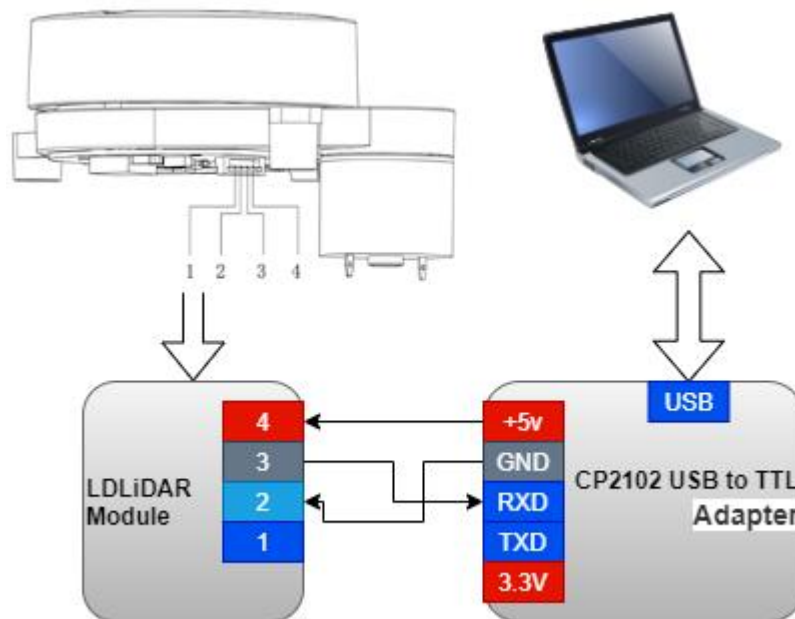 1 2 3 4
4
3
2
1
LDLiDAR
Module
USB
+5v
GND
RXD
TXD
3.3V
CP2102 USB to TTL
Adapter